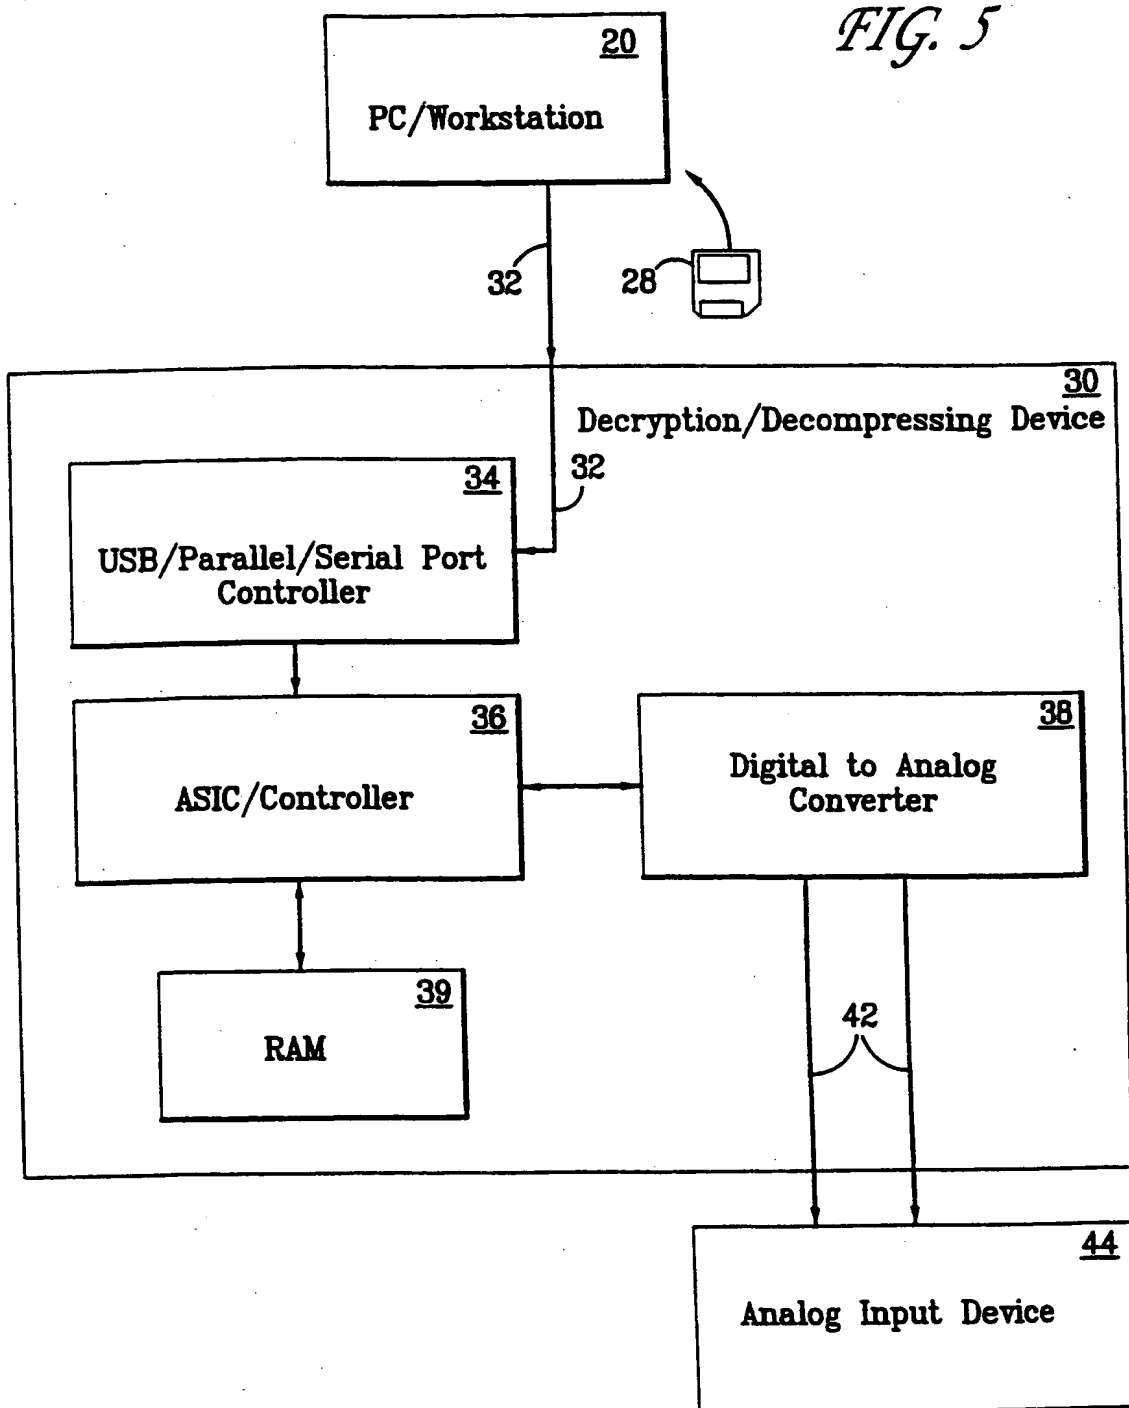 FIG. 5
20
PC/Workstation
32
28
30
Decryption/Decompressing Device
32
34
USB/Parallel/Serial Port
Controller
36
ASIC/Controller
38
Digital to Analog
Converter
39
RAM
42
44
Analog Input Device